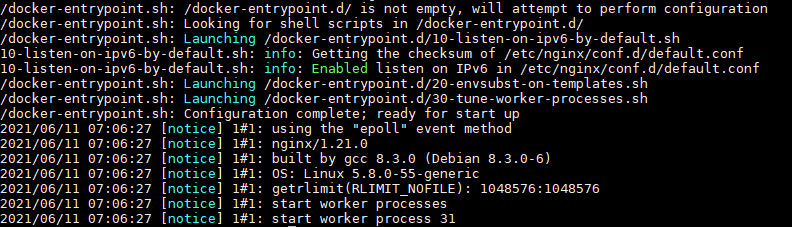 /docker-entrypoint.sh: /docker-entrypoint.d/ is not empty, will attempt to perform configuration
/docker-entrypoint.sh: Looking for shell scripts in /docker-entrypoint.d/
/docker-entrypoint.sh: Launching /docker-entrypoint.d/10-listen-on-ipv6-by-default.sh
10-listen-on-ipv6-by-default.sh: info: Getting the checksum of /etc/nginx/conf.d/default.conf
10-listen-on-ipv6-by-default.sh: info: Enabled listen on IPv6 in /etc/nginx/conf.d/default.conf
/docker-entrypoint.sh: Launching /docker-entrypoint.d/20-envsubst-on-templates.sh
/docker-entrypoint.sh: Launching /docker-entrypoint.d/30-tune-worker-processes.sh
/docker-entrypoint.sh: Configuration complete; ready for start up
2021/06/11 07:06:27 [notice] 1#1: using the "epoll" event method
2021/06/11 07:06:27 [notice] 1#1: nginx/1.21.0
2021/06/11 07:06:27 [notice] 1#1: built by gcc 8.3.0 (Debian 8.3.0-6)
2021/06/11 07:06:27 [notice] 1#1: OS: Linux 5.8.0-55-generic
2021/06/11 07:06:27 [notice] 1#1: getrlimit(RLIMIT_NOFILE): 1048576:1048576
2021/06/11 07:06:27 [notice] 1#1: start worker processes
2021/06/11 07:06:27 [notice] 1#1: start worker process 31